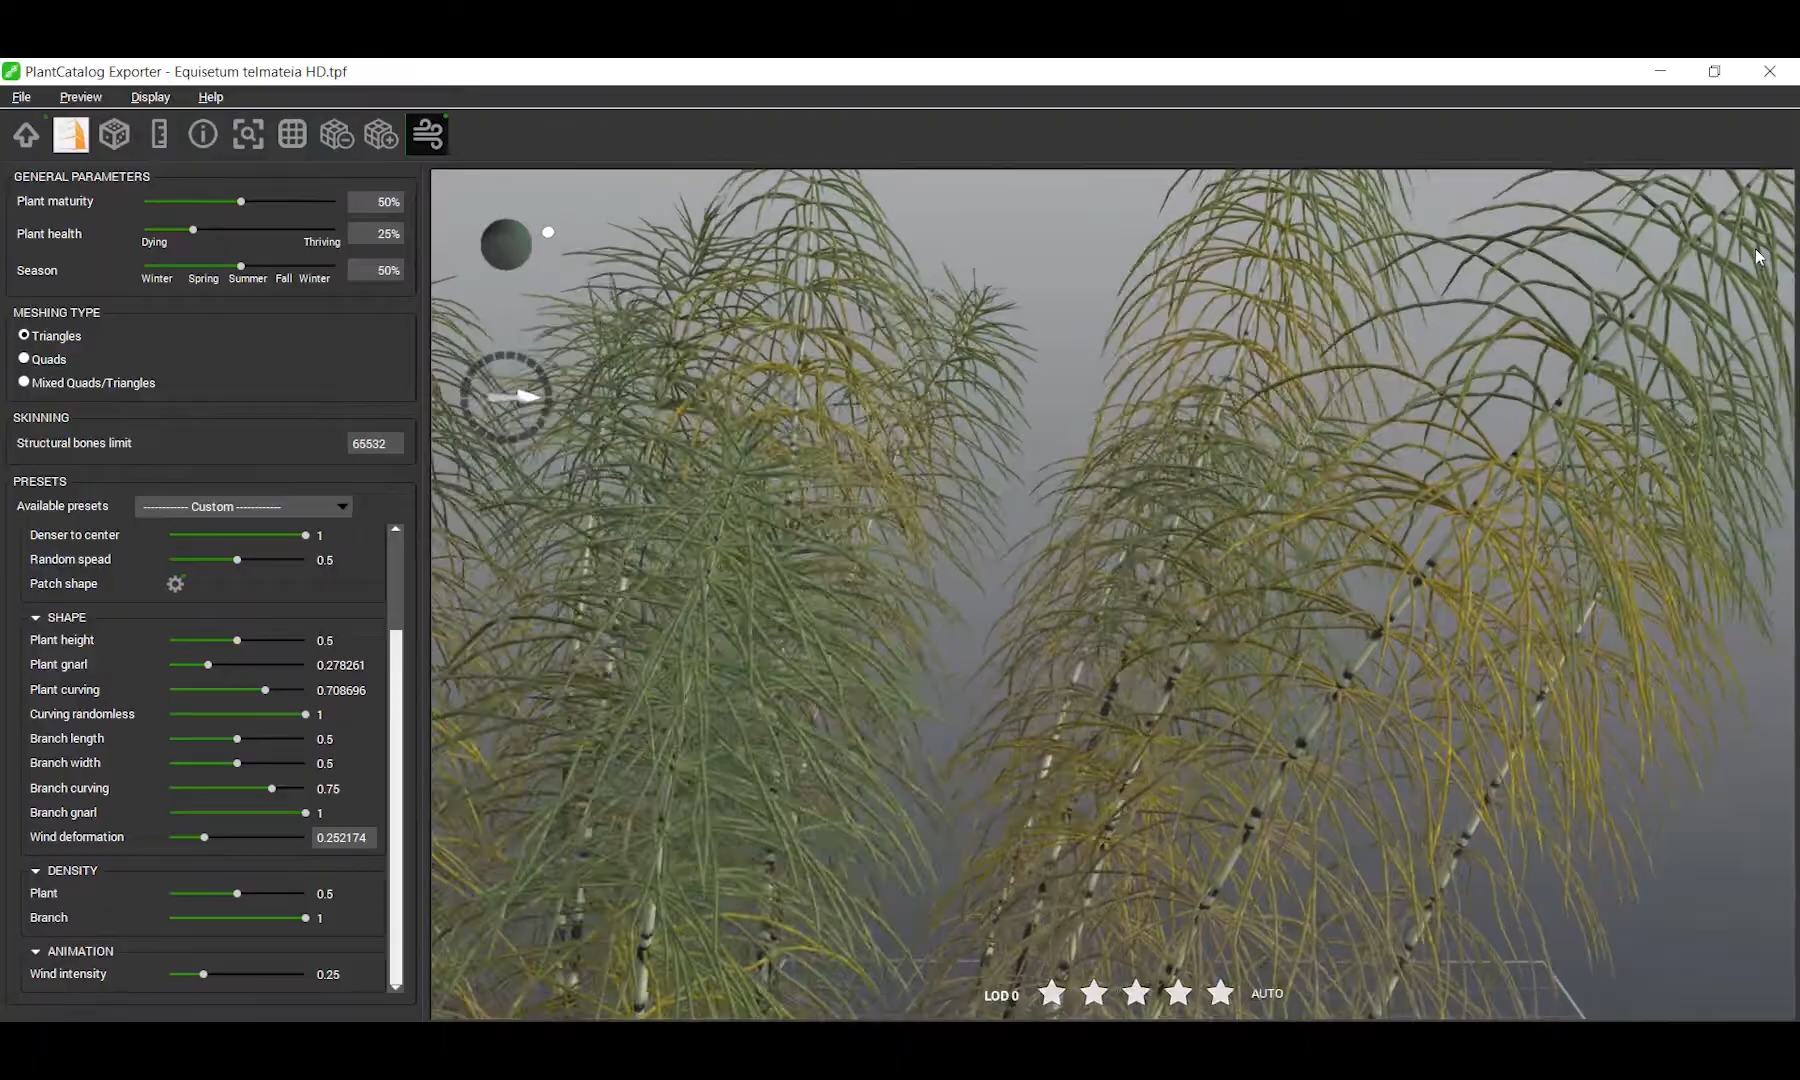 PlantCatalog Exporter - Equisetum telmateia HD.tpf
File Preview Display Help
GENERAL PARAMETERS
Plant maturity 50%
Plant health 25%
Dying Thriving
Season 50%
Winter Spring Summer Fall Winter
MESHING TYPE
Triangles
Quads
Mixed Quads/Triangles
SKINNING
Structural bones limit 65532
PRESETS
Available presets ------------ Custom ------------
Denser to center 1
Random spead 0.5
Patch shape
SHAPE
Plant height 0.5
Plant gnarl 0.278261
Plant curving 0.708696
Curving randomless 1
Branch length 0.5
Branch width 0.5
Branch curving 0.75
Branch gnarl 1
Wind deformation 0.252174
DENSITY
Plant 0.5
Branch 1
ANIMATION
Wind intensity 0.25
LOD 0 AUTO